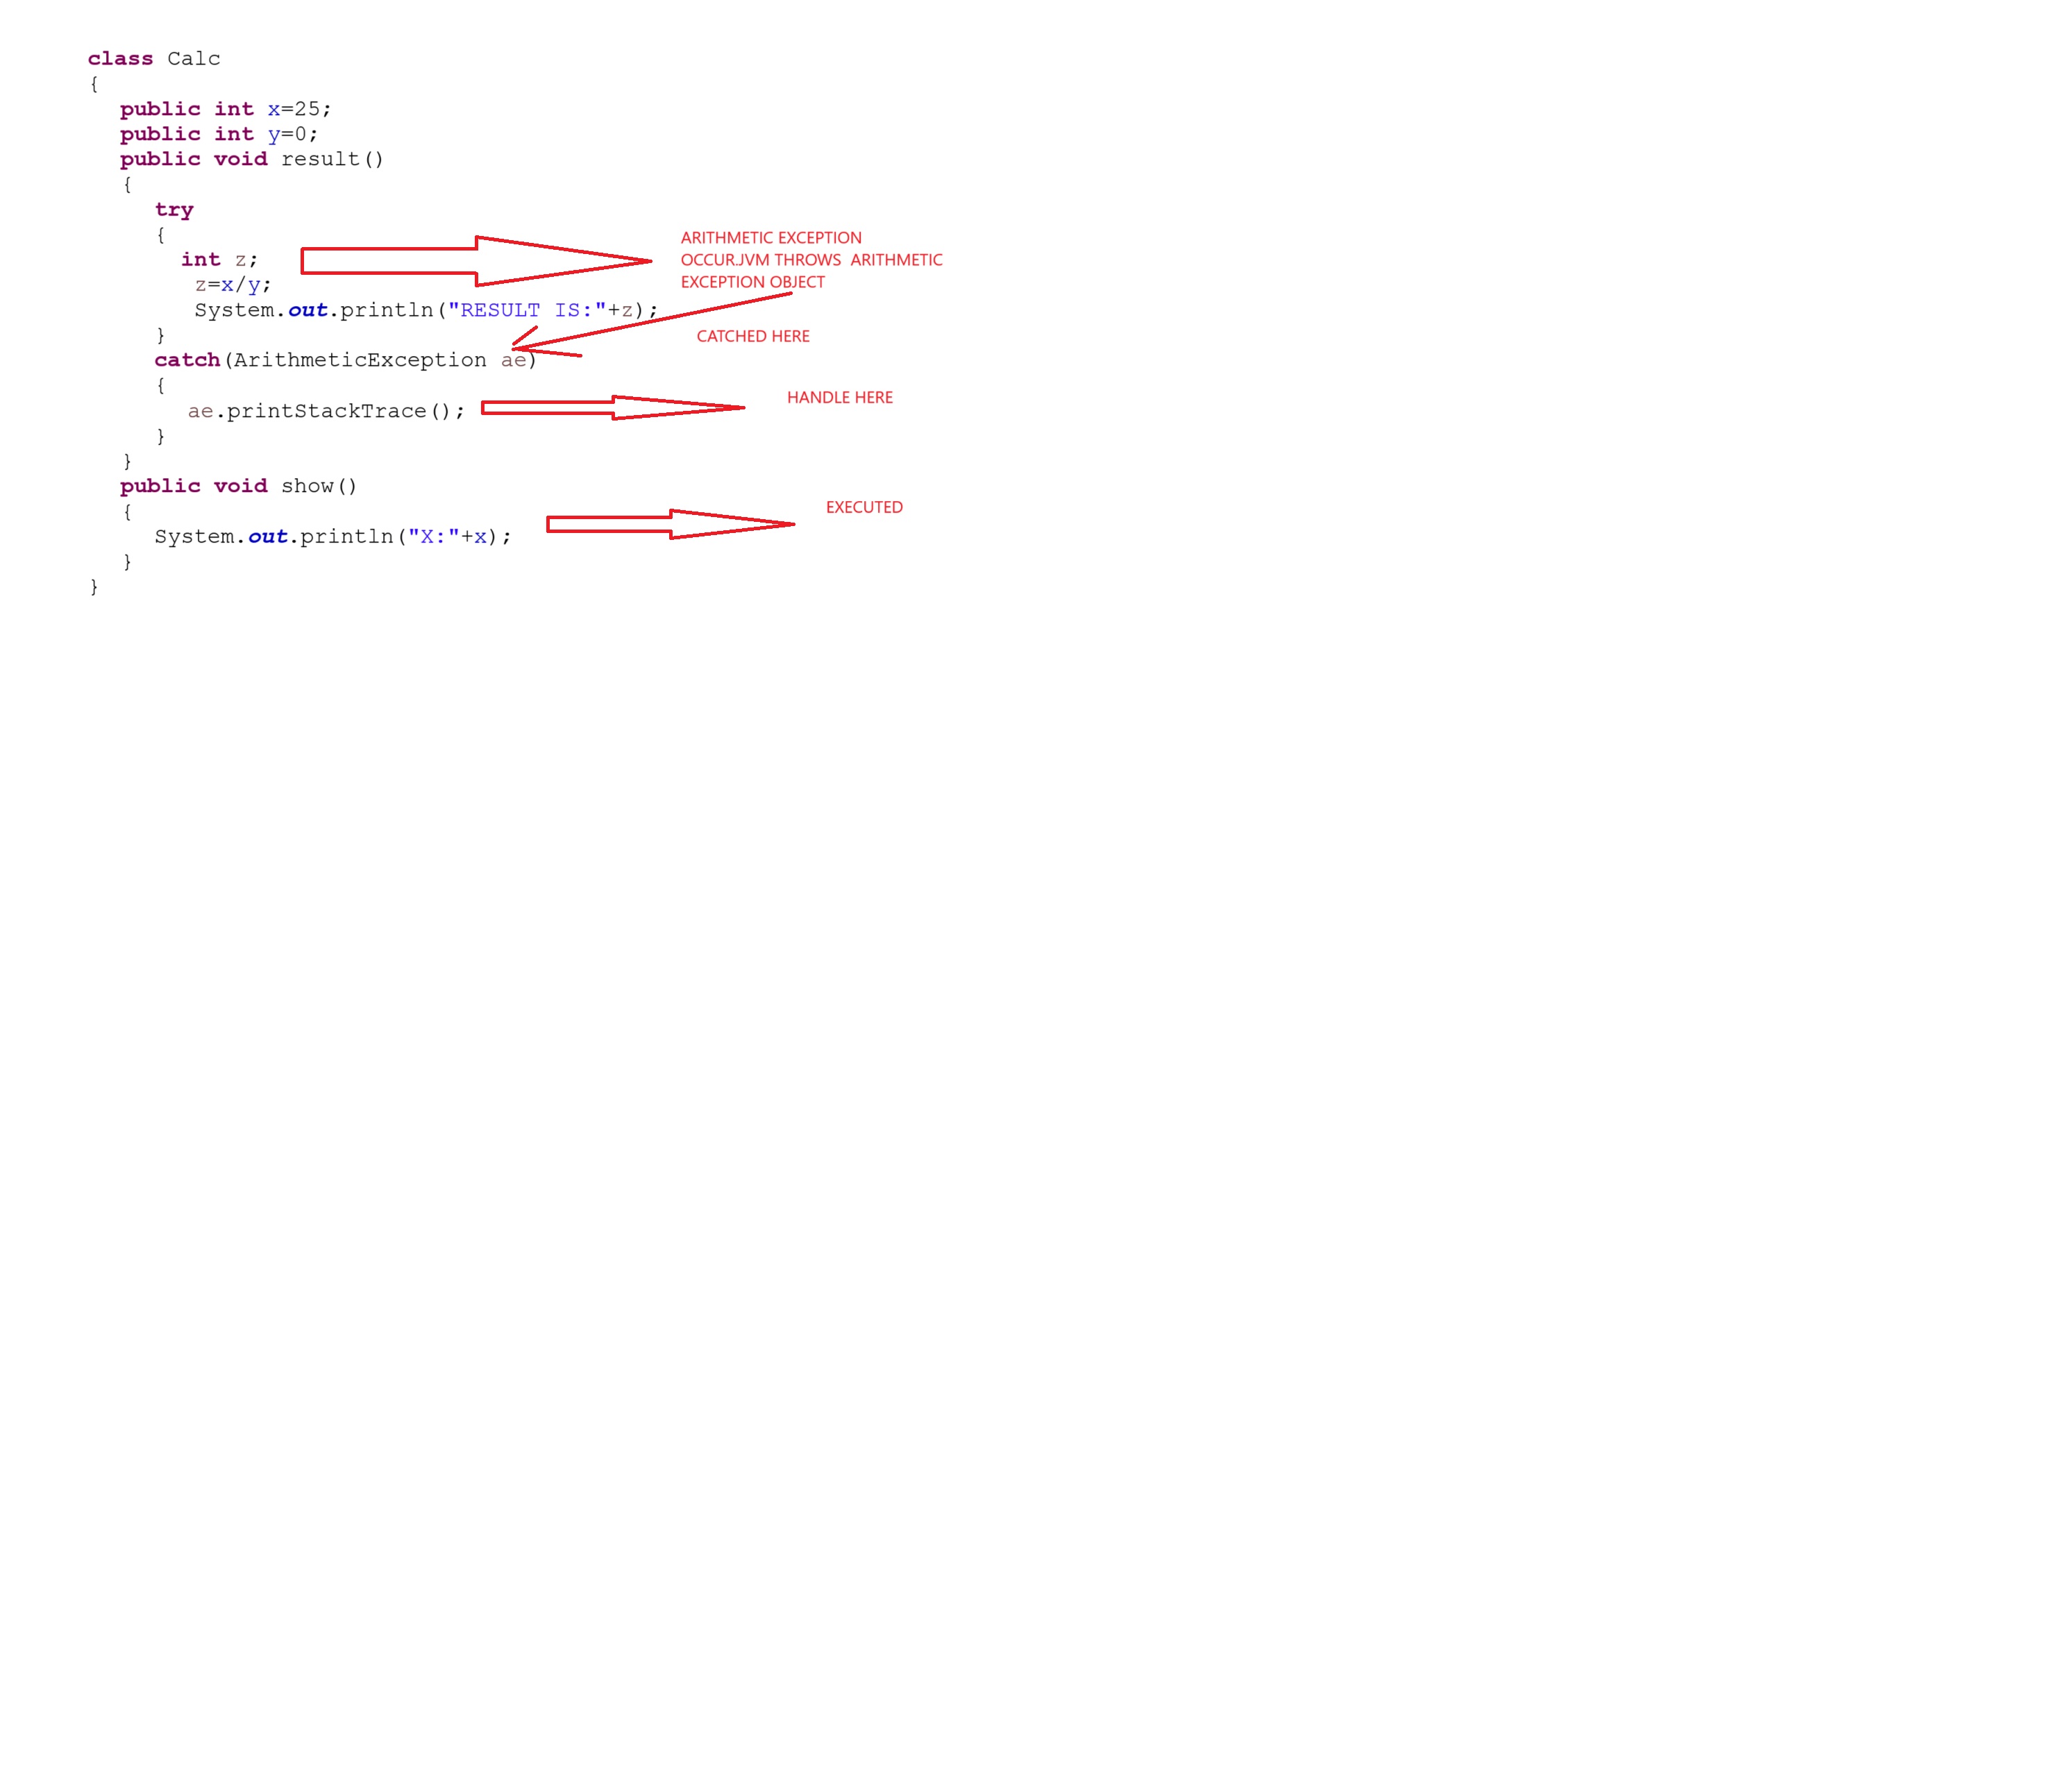 class Calc
{
public int x=25;
public int y=0;
public void result()
{
try
{
int z;
z=x/y;
System.out.println("RESULT IS:"+z);
}
catch(ArithmeticException ae)
{
ae.printStackTrace();
}
}
public void show()
{
System.out.println("X:"+x);
}
}
ARITHMETIC EXCEPTION
OCCUR.JVM THROWS  ARITHMETIC
EXCEPTION OBJECT
CATCHED HERE
HANDLE HERE
EXECUTED